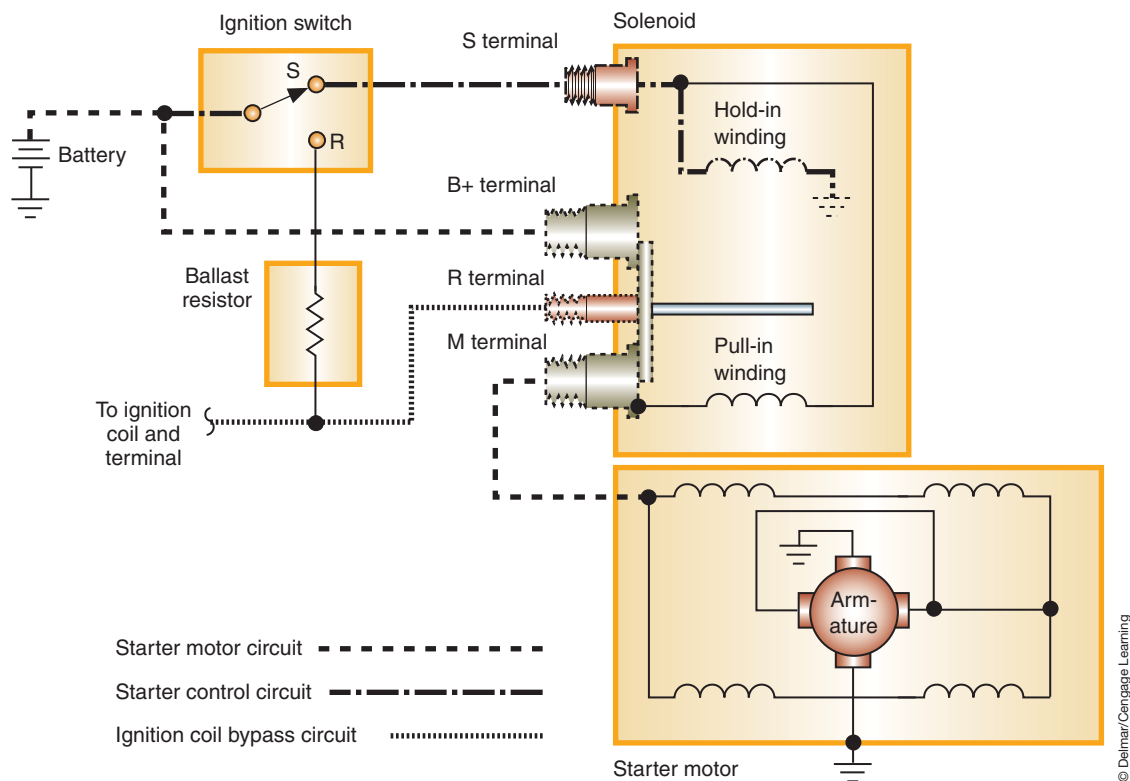 Ignition switch
Solenoid
S terminal
S
Hold-in
winding
R
Battery
B+ terminal
Ballast
resistor
R terminal
M terminal
Pull-in
winding
To ignition
coil and
terminal
Arm-
ature
Starter motor circuit
Starter control circuit
Ignition coil bypass circuit
Starter motor
© Delmar/Cengage Learning